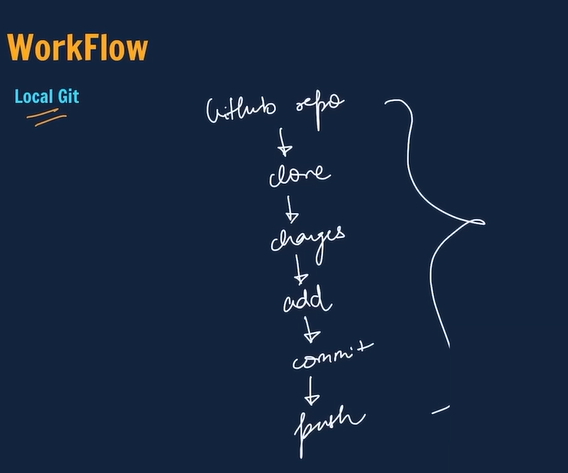 WorkFlow
Local Git
Github repo
clone
changes
add
commit
push